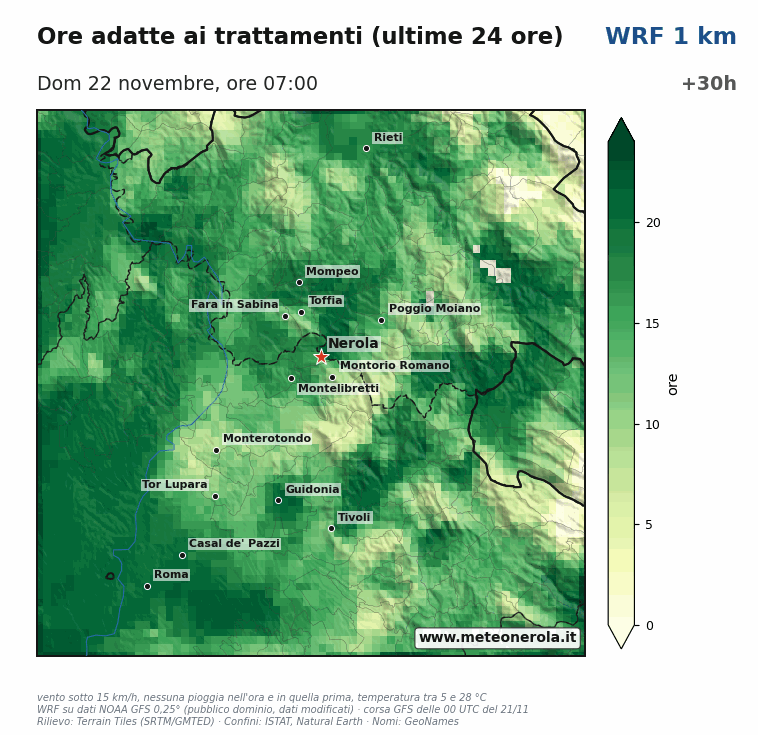 Ore adatte ai trattamenti (ultime 24 ore) WRF 1 km
Dom 22 novembre, ore 07:00 +30h
Rieti
Mompeo
Toffia
Fara in Sabina
Poggio Moiano
Nerola
Montorio Romano
Montelibretti
Monterotondo
Tor Lupara
Guidonia
Tivoli
Casal de' Pazzi
Roma
www.meteonerola.it
20
15
10
5
0
ore
vento sotto 15 km/h, nessuna pioggia nell'ora e in quella prima, temperatura tra 5 e 28 °C
WRF su dati NOAA GFS 0,25° (pubblico dominio, dati modificati) · corsa GFS delle 00 UTC del 21/11
Rilievo: Terrain Tiles (SRTM/GMTED) · Confini: ISTAT, Natural Earth · Nomi: GeoNames